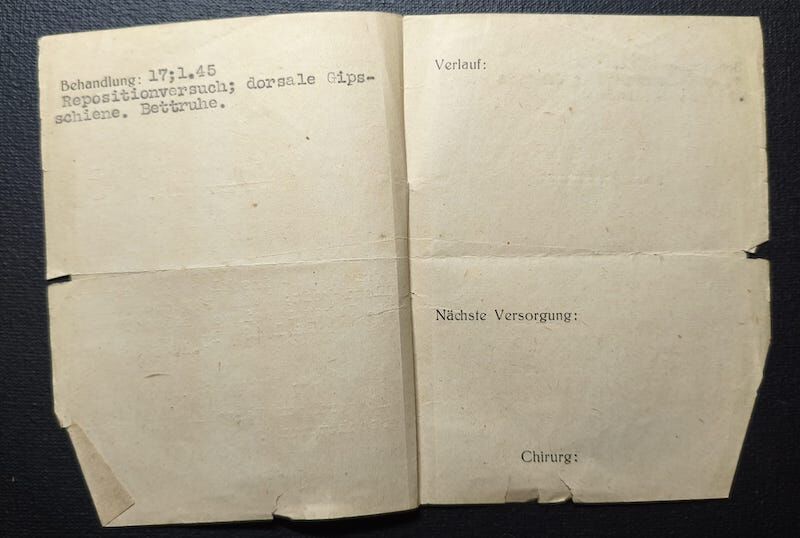 Behandlung: 17;1.45
Repositionversuch; dorsale Gips-
schiene. Bettruhe.
Verlauf:
Nächste Versorgung:
Chirurg: